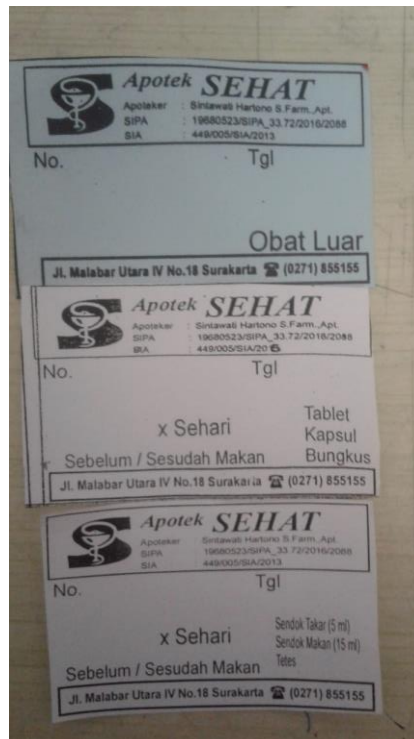 Apotek SEHAT
Apoteker : Sintawati Hartono S.Farm.,Apt.
SIPA : 19680523/SIPA_33.72/2016/2088
SIA : 449/005/SIA/2013
No. Tgl
Obat Luar
Jl. Malabar Utara IV No.18 Surakarta ☎ (0271) 855155
Apotek SEHAT
Apoteker : Sintawati Hartono S.Farm.,Apt.
SIPA : 19680523/SIPA_33.72/2016/2088
SIA : 449/005/SIA/20
No. Tgl
Tablet
x Sehari Kapsul
Sebelum / Sesudah Makan Bungkus
Jl. Malabar Utara IV No.18 Surakarta ☎ (0271) 855155
Apotek SEHAT
Apoteker : Sintawati Hartono S.Farm.,Apt.
SIPA 19680523/SIPA_33.72/2016/2088
SIA : 449/005/SIA/2013
No. Tgl
Sendok Takar (5 ml)
x Sehari Sendok Makan (15 ml)
Sebelum / Sesudah Makan Tetes
Jl. Malabar Utara IV No.18 Surakarta ☎ (0271) 855155